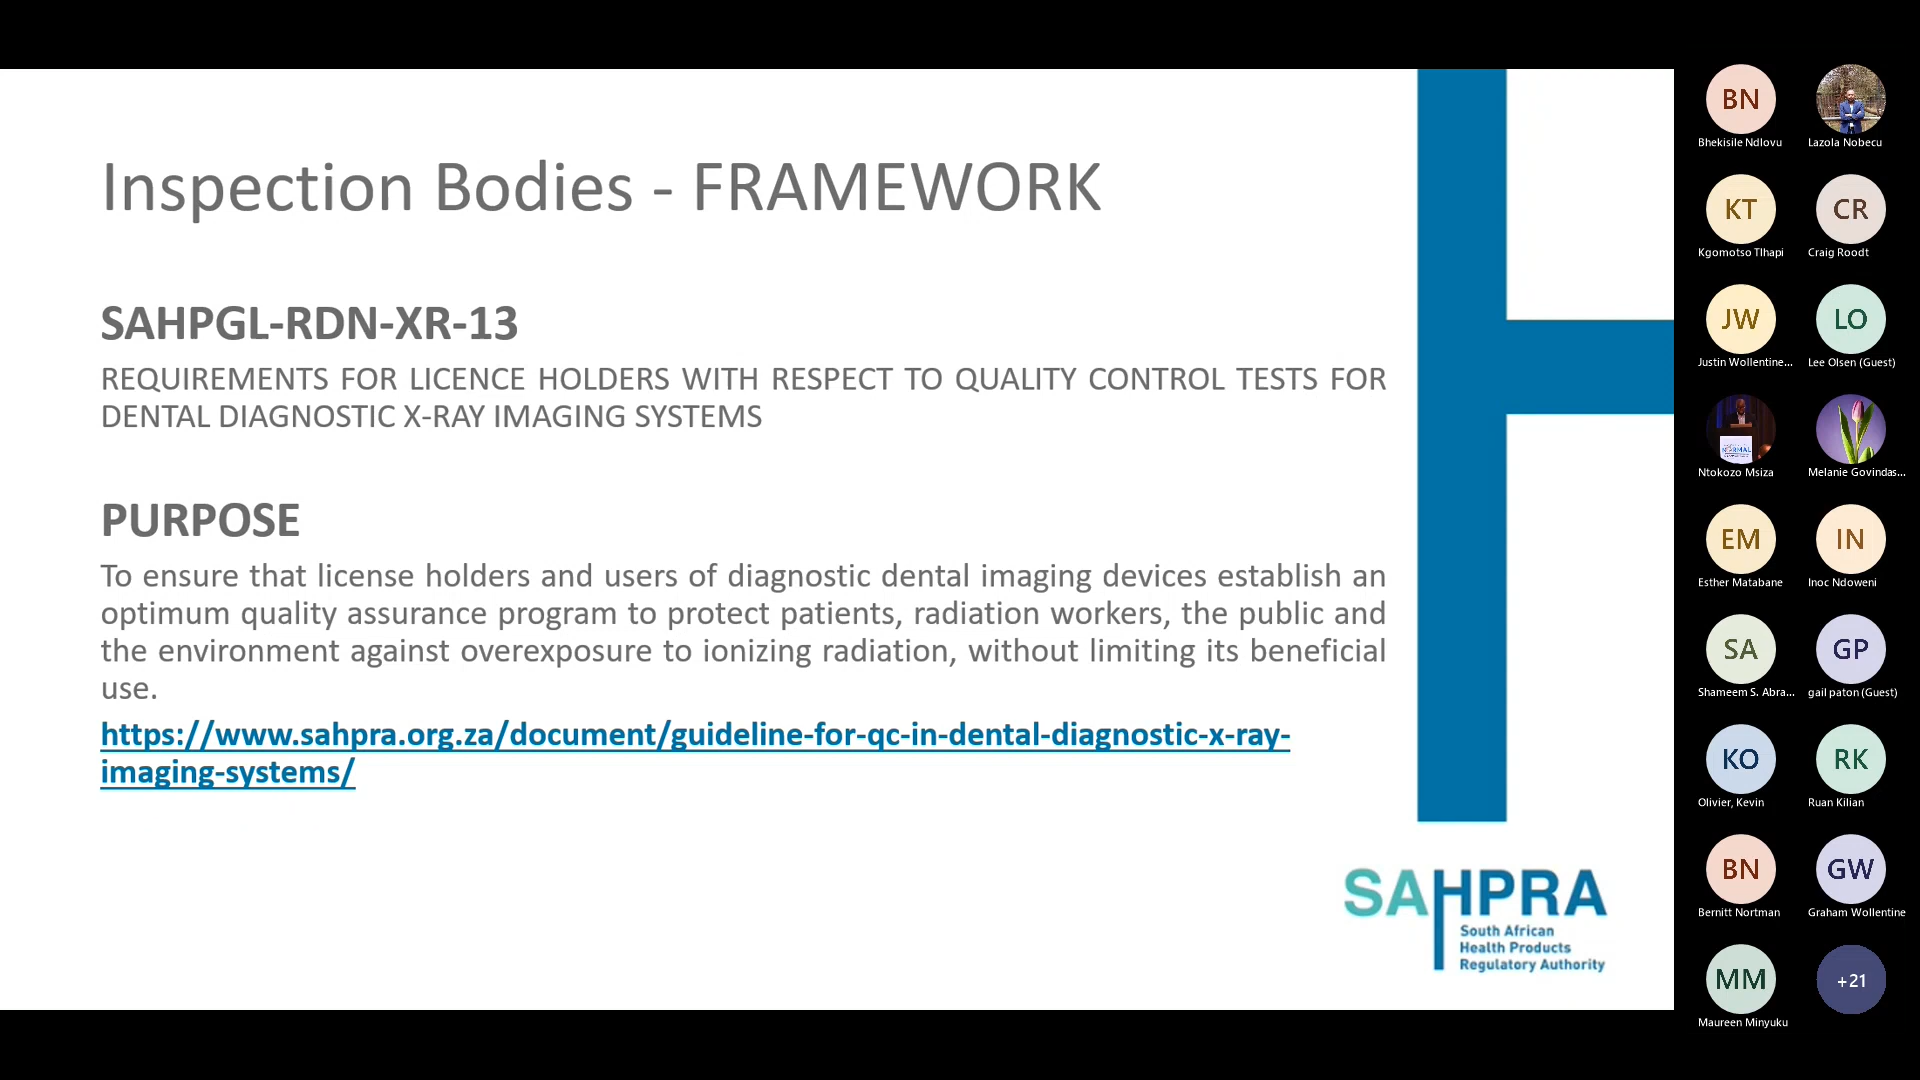 Inspection Bodies - FRAMEWORK
SAHPGL-RDN-XR-13
REQUIREMENTS FOR LICENCE HOLDERS WITH RESPECT TO QUALITY CONTROL TESTS FOR
DENTAL DIAGNOSTIC X-RAY IMAGING SYSTEMS
PURPOSE
To ensure that license holders and users of diagnostic dental imaging devices establish an
optimum quality assurance program to protect patients, radiation workers, the public and
the environment against overexposure to ionizing radiation, without limiting its beneficial
use.
https://www.sahpra.org.za/document/guideline-for-qc-in-dental-diagnostic-x-ray-
imaging-systems/
SAHPRA
South African
Health Products
Regulatory Authority
BN
Bhekisile Ndlovu
Lazola Nobecu
KT
Kgomotso Tlhapi
CR
Craig Roodt
JW
Justin Wollentine...
LO
Lee Olsen (Guest)
Ntokozo Msiza
Melanie Govindas...
EM
Esther Matabane
IN
Inoc Ndoweni
SA
Shameem S. Abra...
GP
gail paton (Guest)
KO
Olivier, Kevin
RK
Ruan Kilian
BN
Bernitt Nortman
GW
Graham Wollentine
MM
Maureen Minyuku
+21